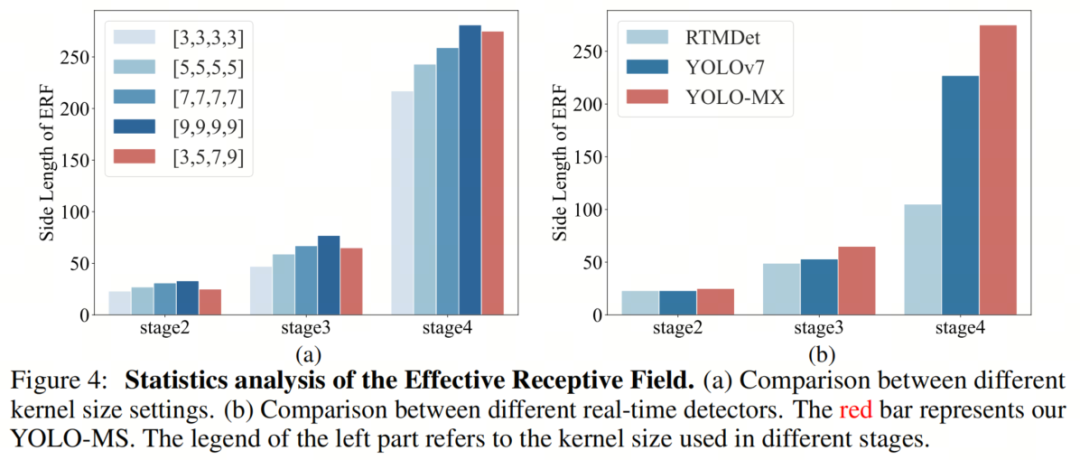 Side Length of ERF
250
200
150
100
50
0
[3,3,3,3]
[5,5,5,5]
[7,7,7,7]
[9,9,9,9]
[3,5,7,9]
stage2
stage3
stage4
(a)
Side Length of ERF
250
200
150
100
50
0
RTMDet
YOLOv7
YOLO-MX
stage2
stage3
stage4
(b)
Figure 4: Statistics analysis of the Effective Receptive Field. (a) Comparison between different
kernel size settings. (b) Comparison between different real-time detectors. The red bar represents our
YOLO-MS. The legend of the left part refers to the kernel size used in different stages.